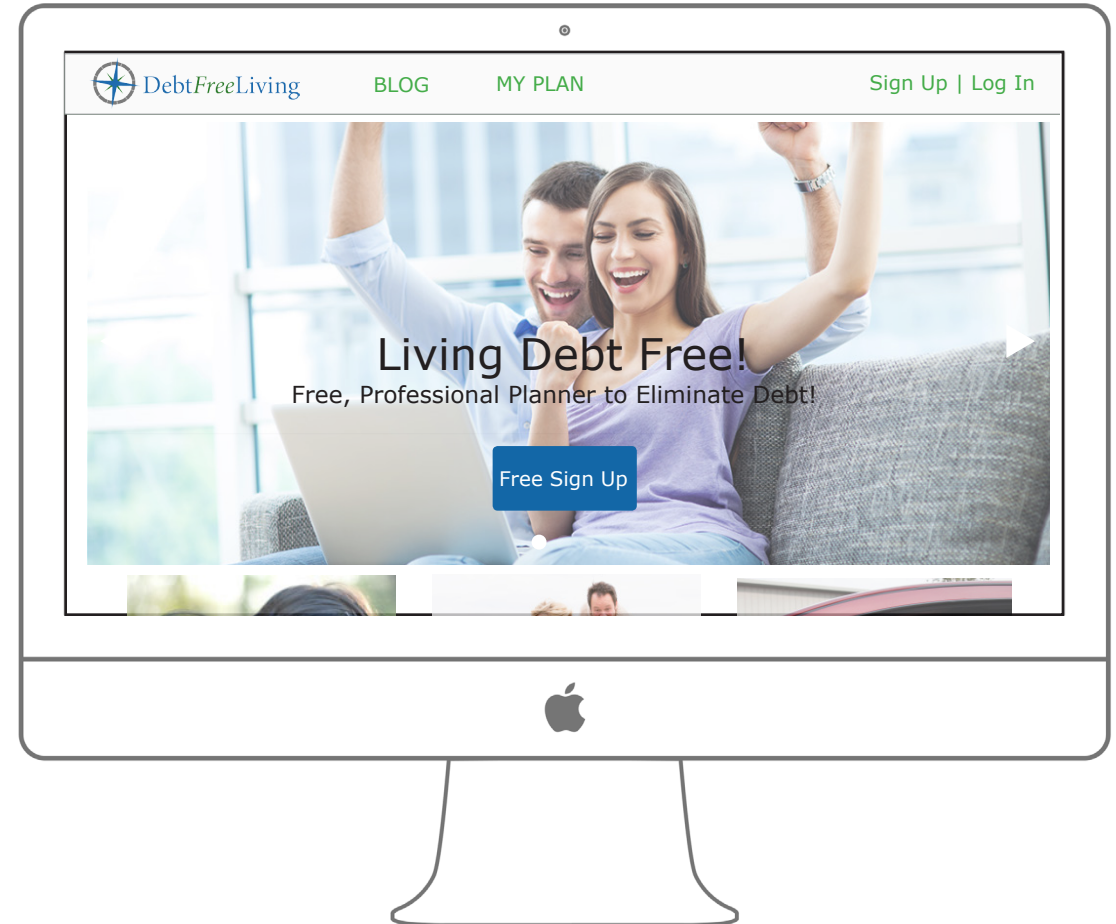 DebtFreeLiving
BLOG
MY PLAN
Sign Up | Log In
Living Debt Free!
Free, Professional Planner to Eliminate Debt!
Free Sign Up